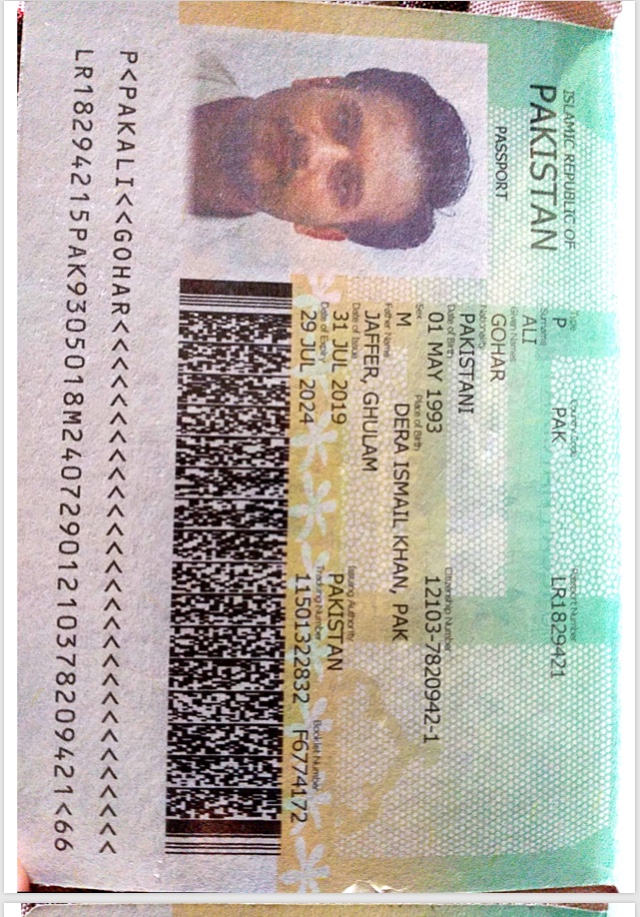 ISLAMIC REPUBLIC OF
PAKISTAN
PASSPORT
Type Country Code Passport Number
P PAK LR1829421
Surname
ALI
Given Names
GOHAR
Nationality
PAKISTANI
Date of Birth Citizenship Number
01 MAY 1993 12103-7820942-1
Sex Place of Birth
M DERA ISMAIL KHAN, PAK
Father Name
JAFFER, GHULAM
Date of Issue Issuing Authority
31 JUL 2019 PAKISTAN
Date of Expiry Tracking Number Booklet Number
29 JUL 2024 11501322832 F6774172
P<PAKALI<<GOHAR<<<<<<<<<<<<<<<<<<<<<<<<<<<<<
LR18294215PAK9305018M24072901210378209421<66